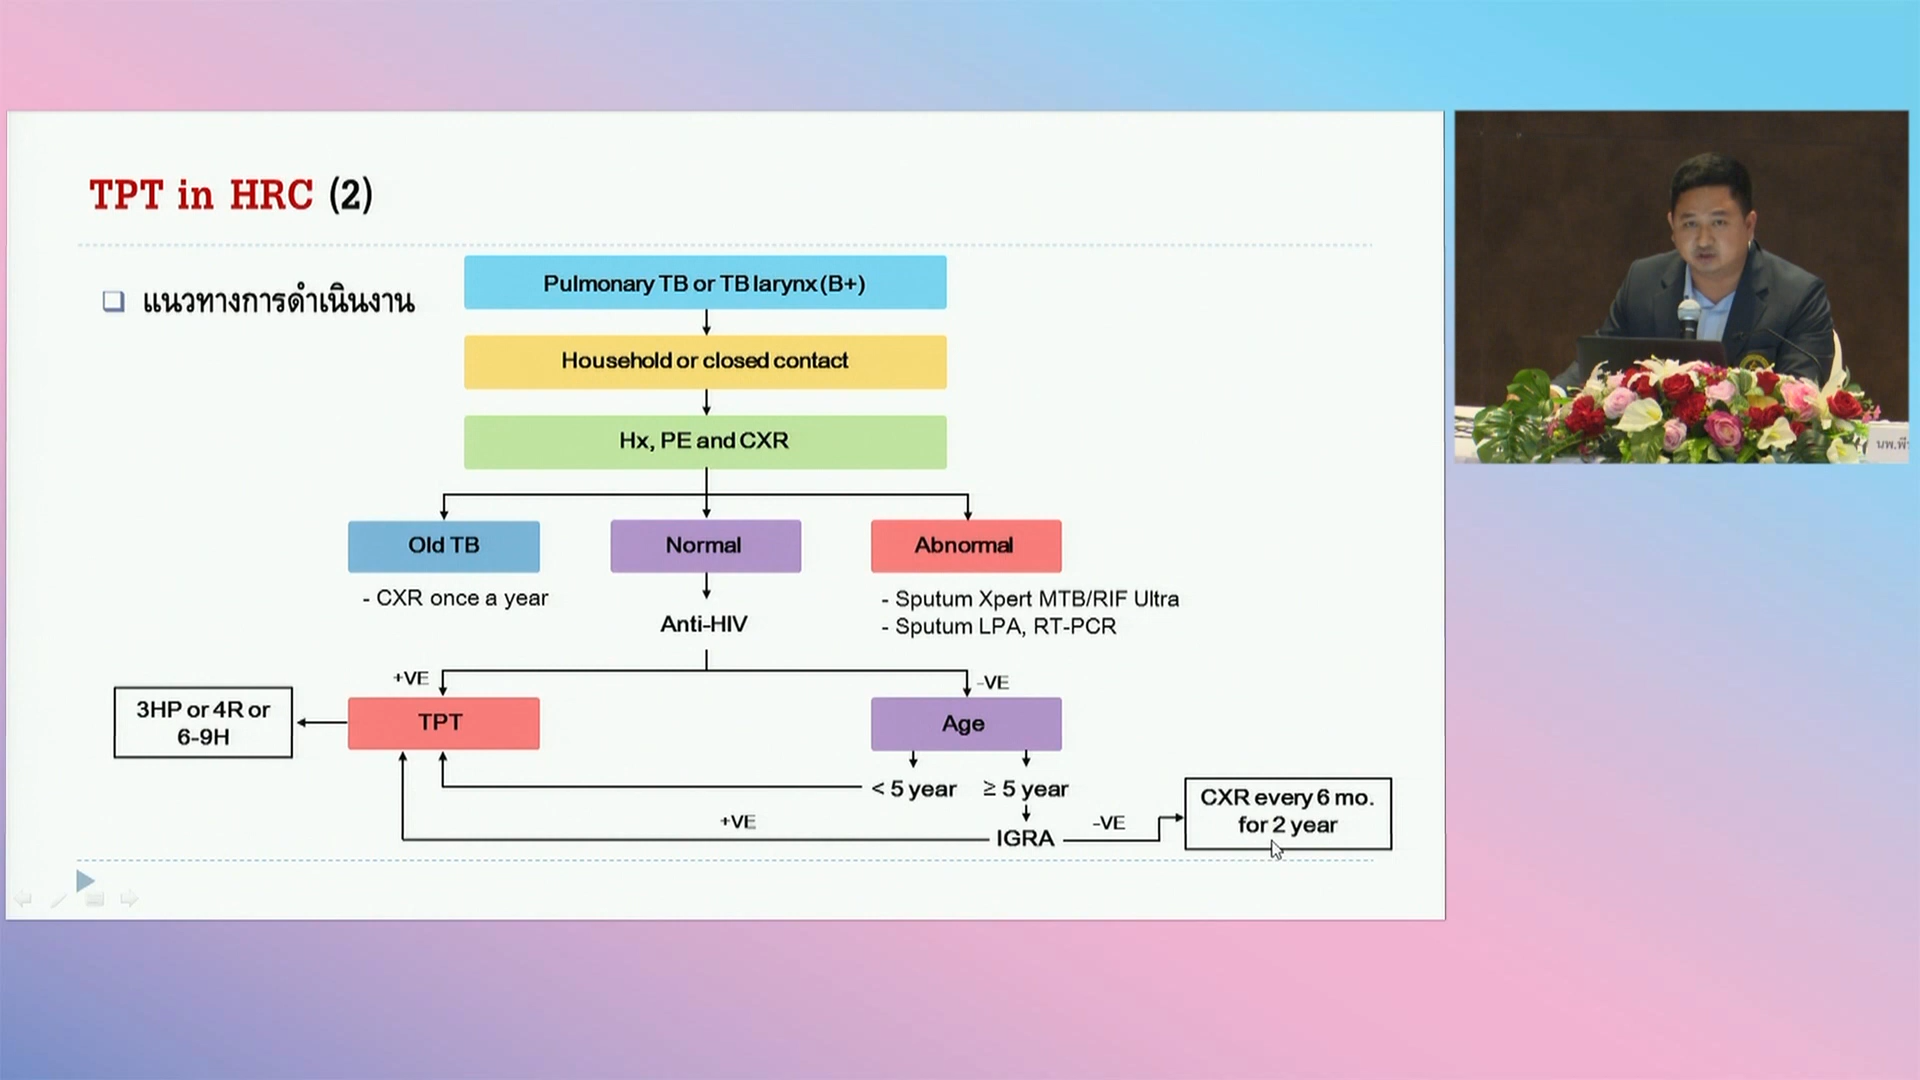 TPT in HRC (2)
แนวทางการดำเนินงาน
Pulmonary TB or TB larynx (B+)
Household or closed contact
Hx, PE and CXR
Old TB
Normal
Abnormal
- CXR once a year
- Sputum Xpert MTB/RIF Ultra
- Sputum LPA, RT-PCR
Anti-HIV
+VE
-VE
3HP or 4R or
6-9H
TPT
Age
< 5 year
≥ 5 year
CXR every 6 mo.
for 2 year
+VE
IGRA
-VE
นพ.